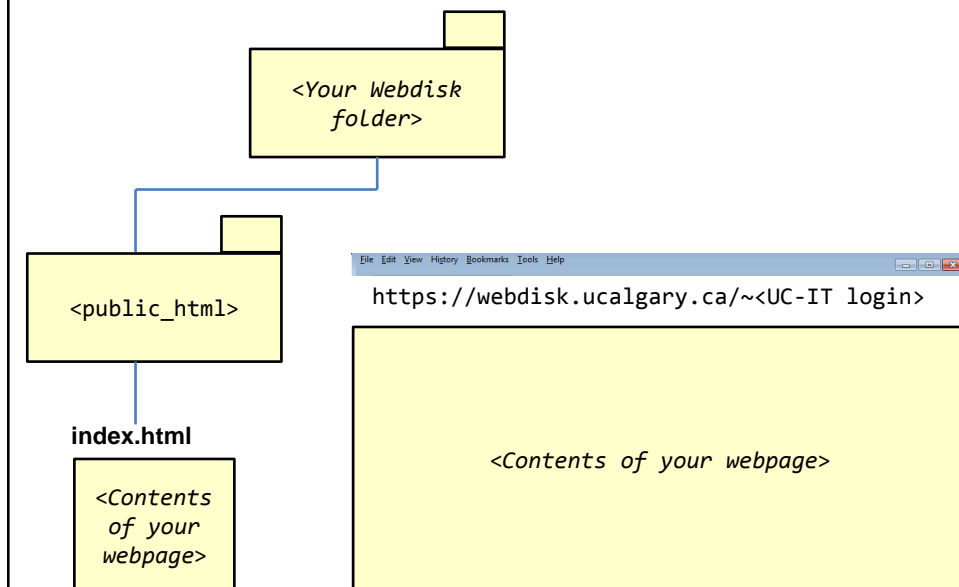 <Your Webdisk
folder>
<public_html>
index.html
<Contents
of your
webpage>
File Edit View History Bookmarks Tools Help
https://webdisk.ucalgary.ca/~<UC-IT login>
<Contents of your webpage>